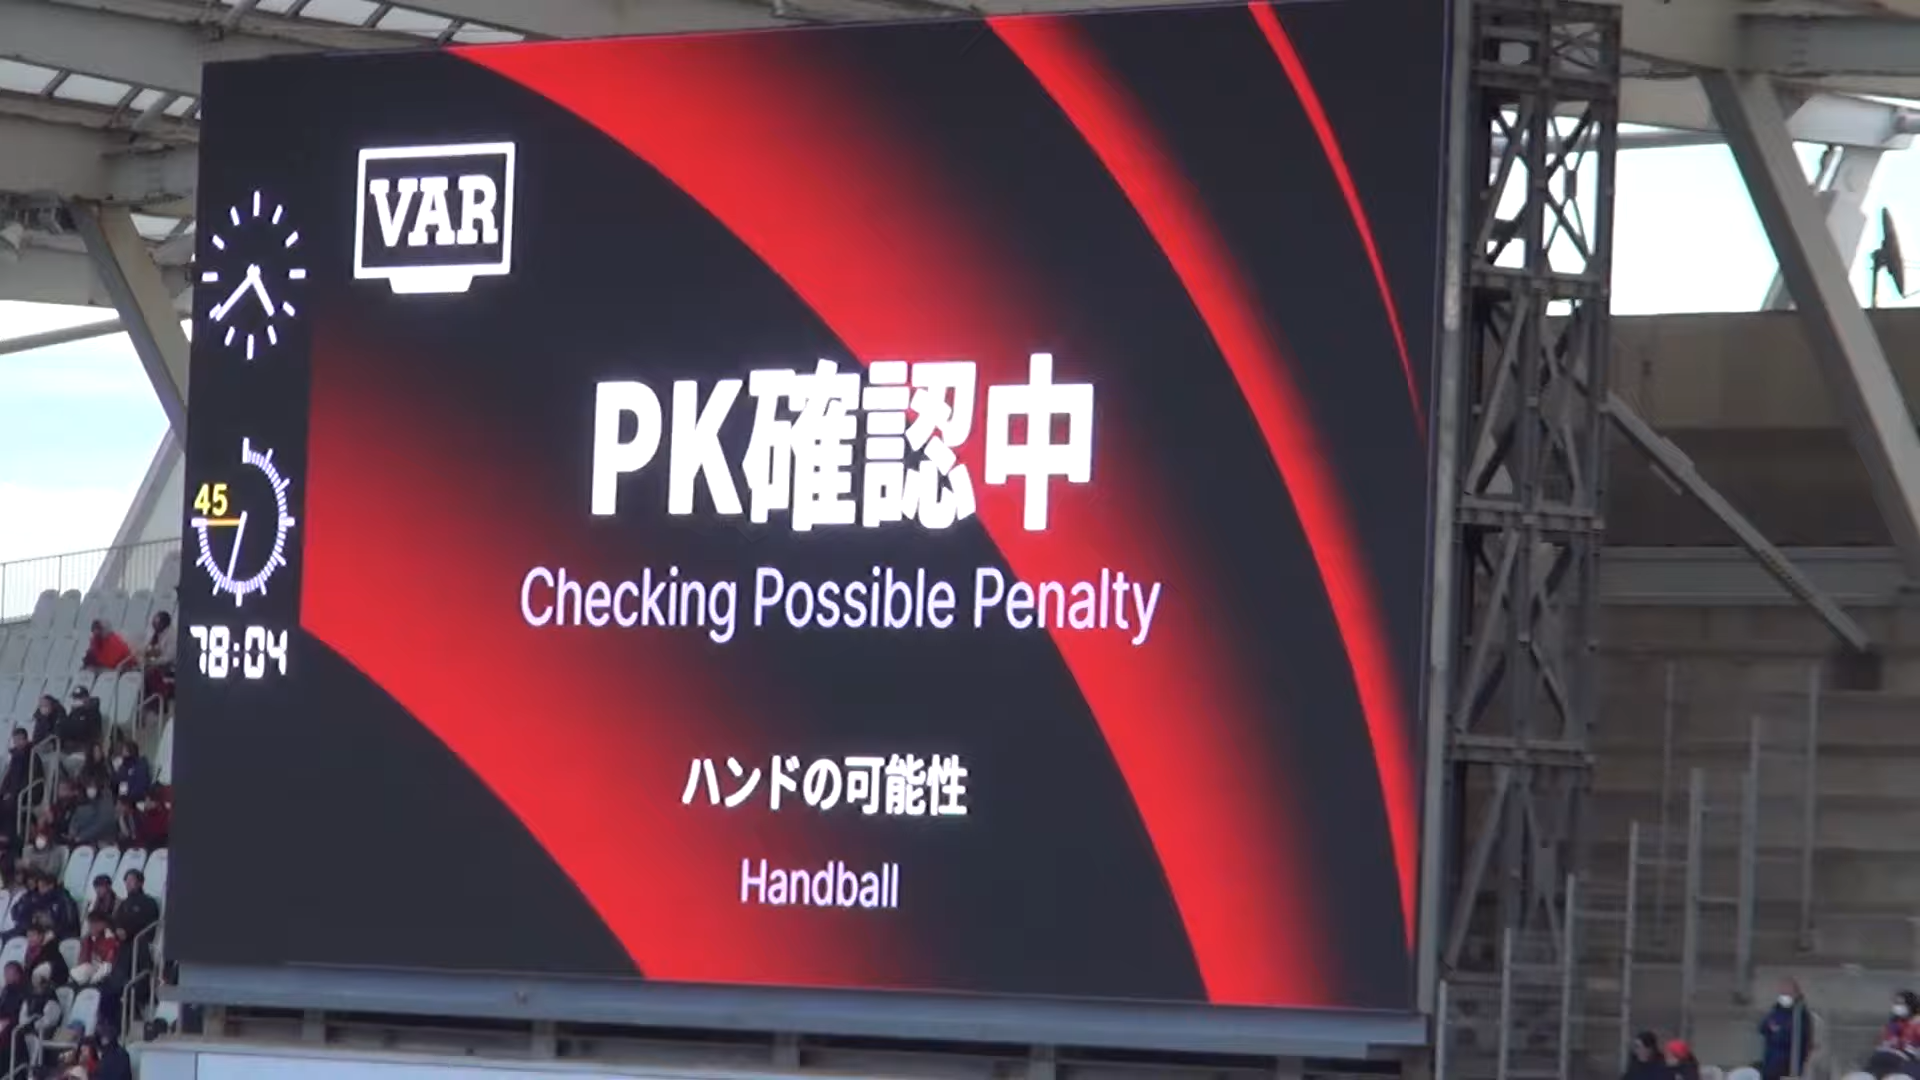 VAR
PK確認中
Checking Possible Penalty
45
78:04
ハンドの可能性
Handball